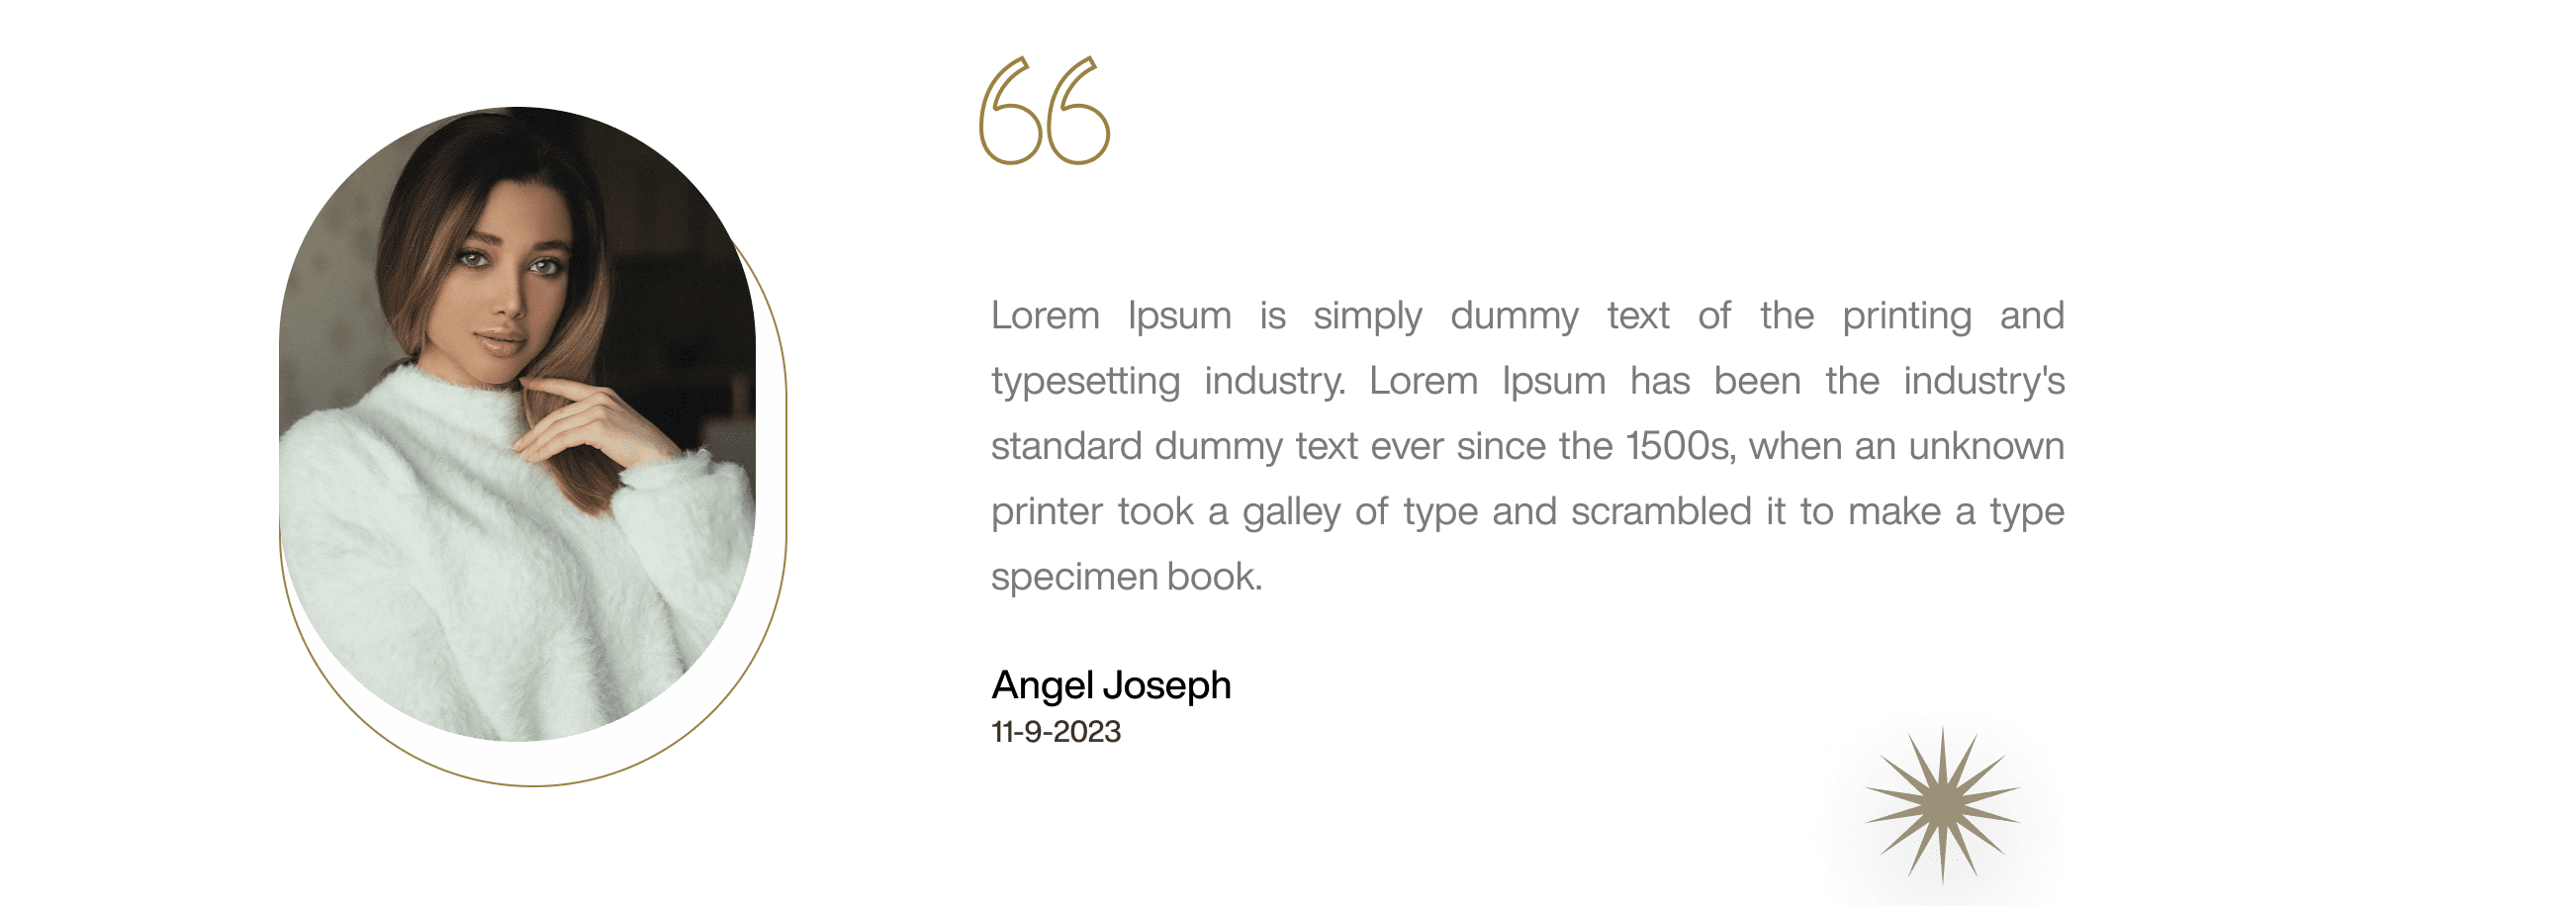 “
Lorem Ipsum is simply dummy text of the printing and
typesetting industry. Lorem Ipsum has been the industry's
standard dummy text ever since the 1500s, when an unknown
printer took a galley of type and scrambled it to make a type
specimen book.
Angel Joseph
11-9-2023